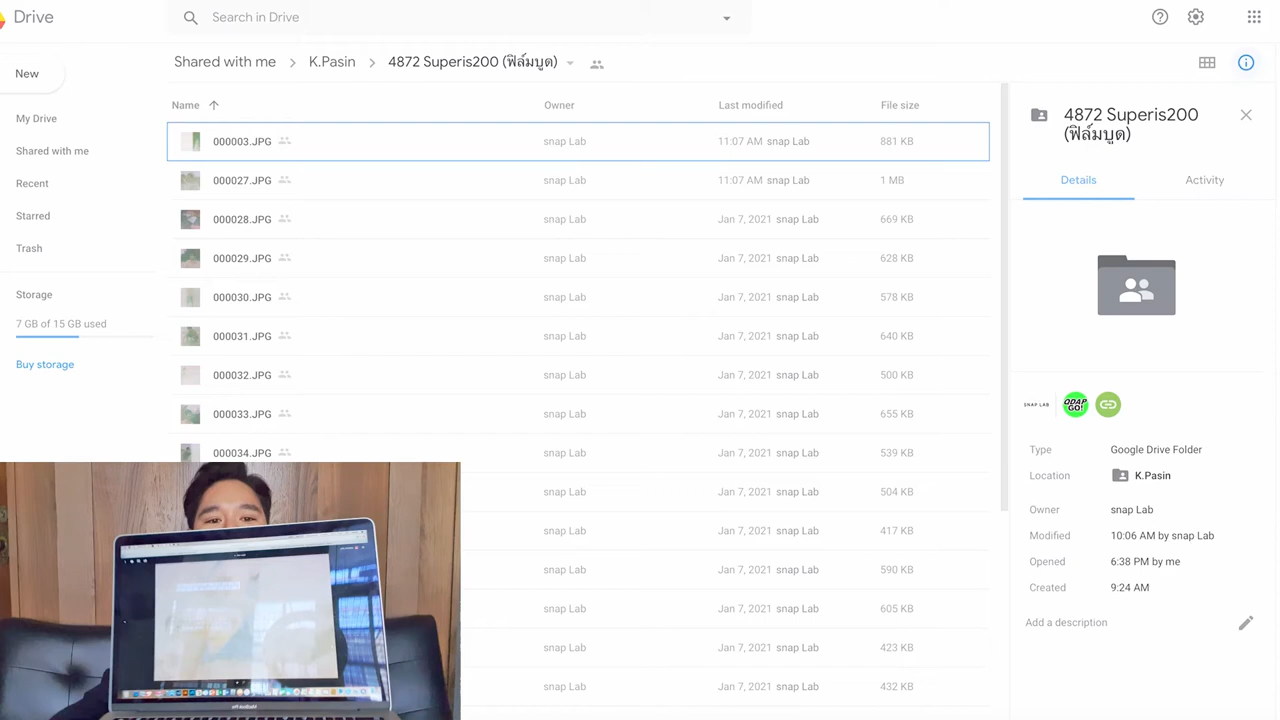 Drive
Search in Drive
New
My Drive
Shared with me
Recent
Starred
Trash
Storage
7 GB of 15 GB used
Buy storage
Shared with me > K.Pasin > 4872 Superis200 (ฟิล์มบูด)
Name Owner Last modified File size
000003.JPG snap Lab 11:07 AM snap Lab 881 KB
000027.JPG snap Lab 11:07 AM snap Lab 1 MB
000028.JPG snap Lab Jan 7, 2021 snap Lab 669 KB
000029.JPG snap Lab Jan 7, 2021 snap Lab 628 KB
000030.JPG snap Lab Jan 7, 2021 snap Lab 578 KB
000031.JPG snap Lab Jan 7, 2021 snap Lab 640 KB
000032.JPG snap Lab Jan 7, 2021 snap Lab 500 KB
000033.JPG snap Lab Jan 7, 2021 snap Lab 655 KB
000034.JPG snap Lab Jan 7, 2021 snap Lab 539 KB
snap Lab Jan 7, 2021 snap Lab 504 KB
snap Lab Jan 7, 2021 snap Lab 417 KB
snap Lab Jan 7, 2021 snap Lab 590 KB
snap Lab Jan 7, 2021 snap Lab 605 KB
snap Lab Jan 7, 2021 snap Lab 423 KB
snap Lab Jan 7, 2021 snap Lab 432 KB
4872 Superis200
(ฟิล์มบูด)
Details Activity
SNAP LAB
GO!
Type Google Drive Folder
Location K.Pasin
Owner snap Lab
Modified 10:06 AM by snap Lab
Opened 6:38 PM by me
Created 9:24 AM
Add a description
MacBook Pro